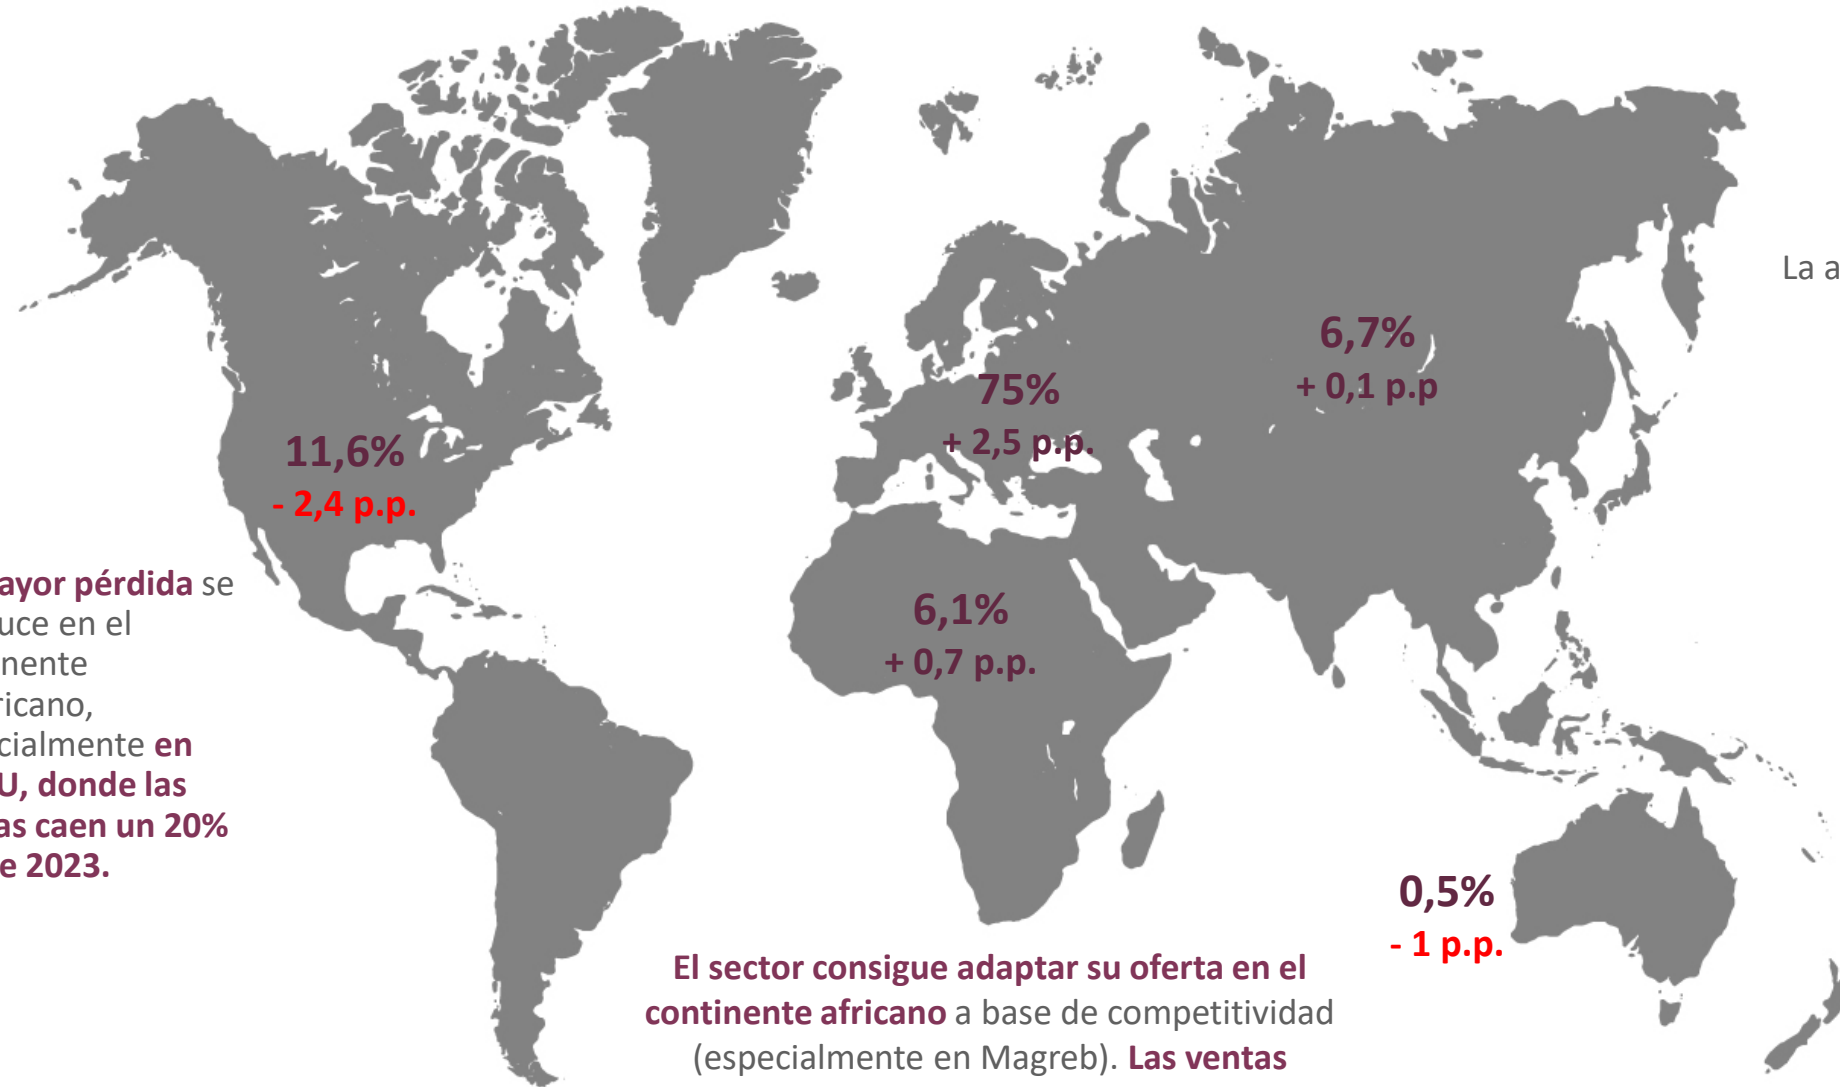 La a
6,7%
+ 0,1 p.p
75%
+ 2,5 p.p.
11,6%
- 2,4 p.p.
ayor pérdida se
uce en el
nente
ricano,
cialmente en
U, donde las
as caen un 20%
e 2023.
6,1%
+ 0,7 p.p.
0,5%
- 1 p.p.
El sector consigue adaptar su oferta en el
continente africano a base de competitividad
(especialmente en Magreb). Las ventas